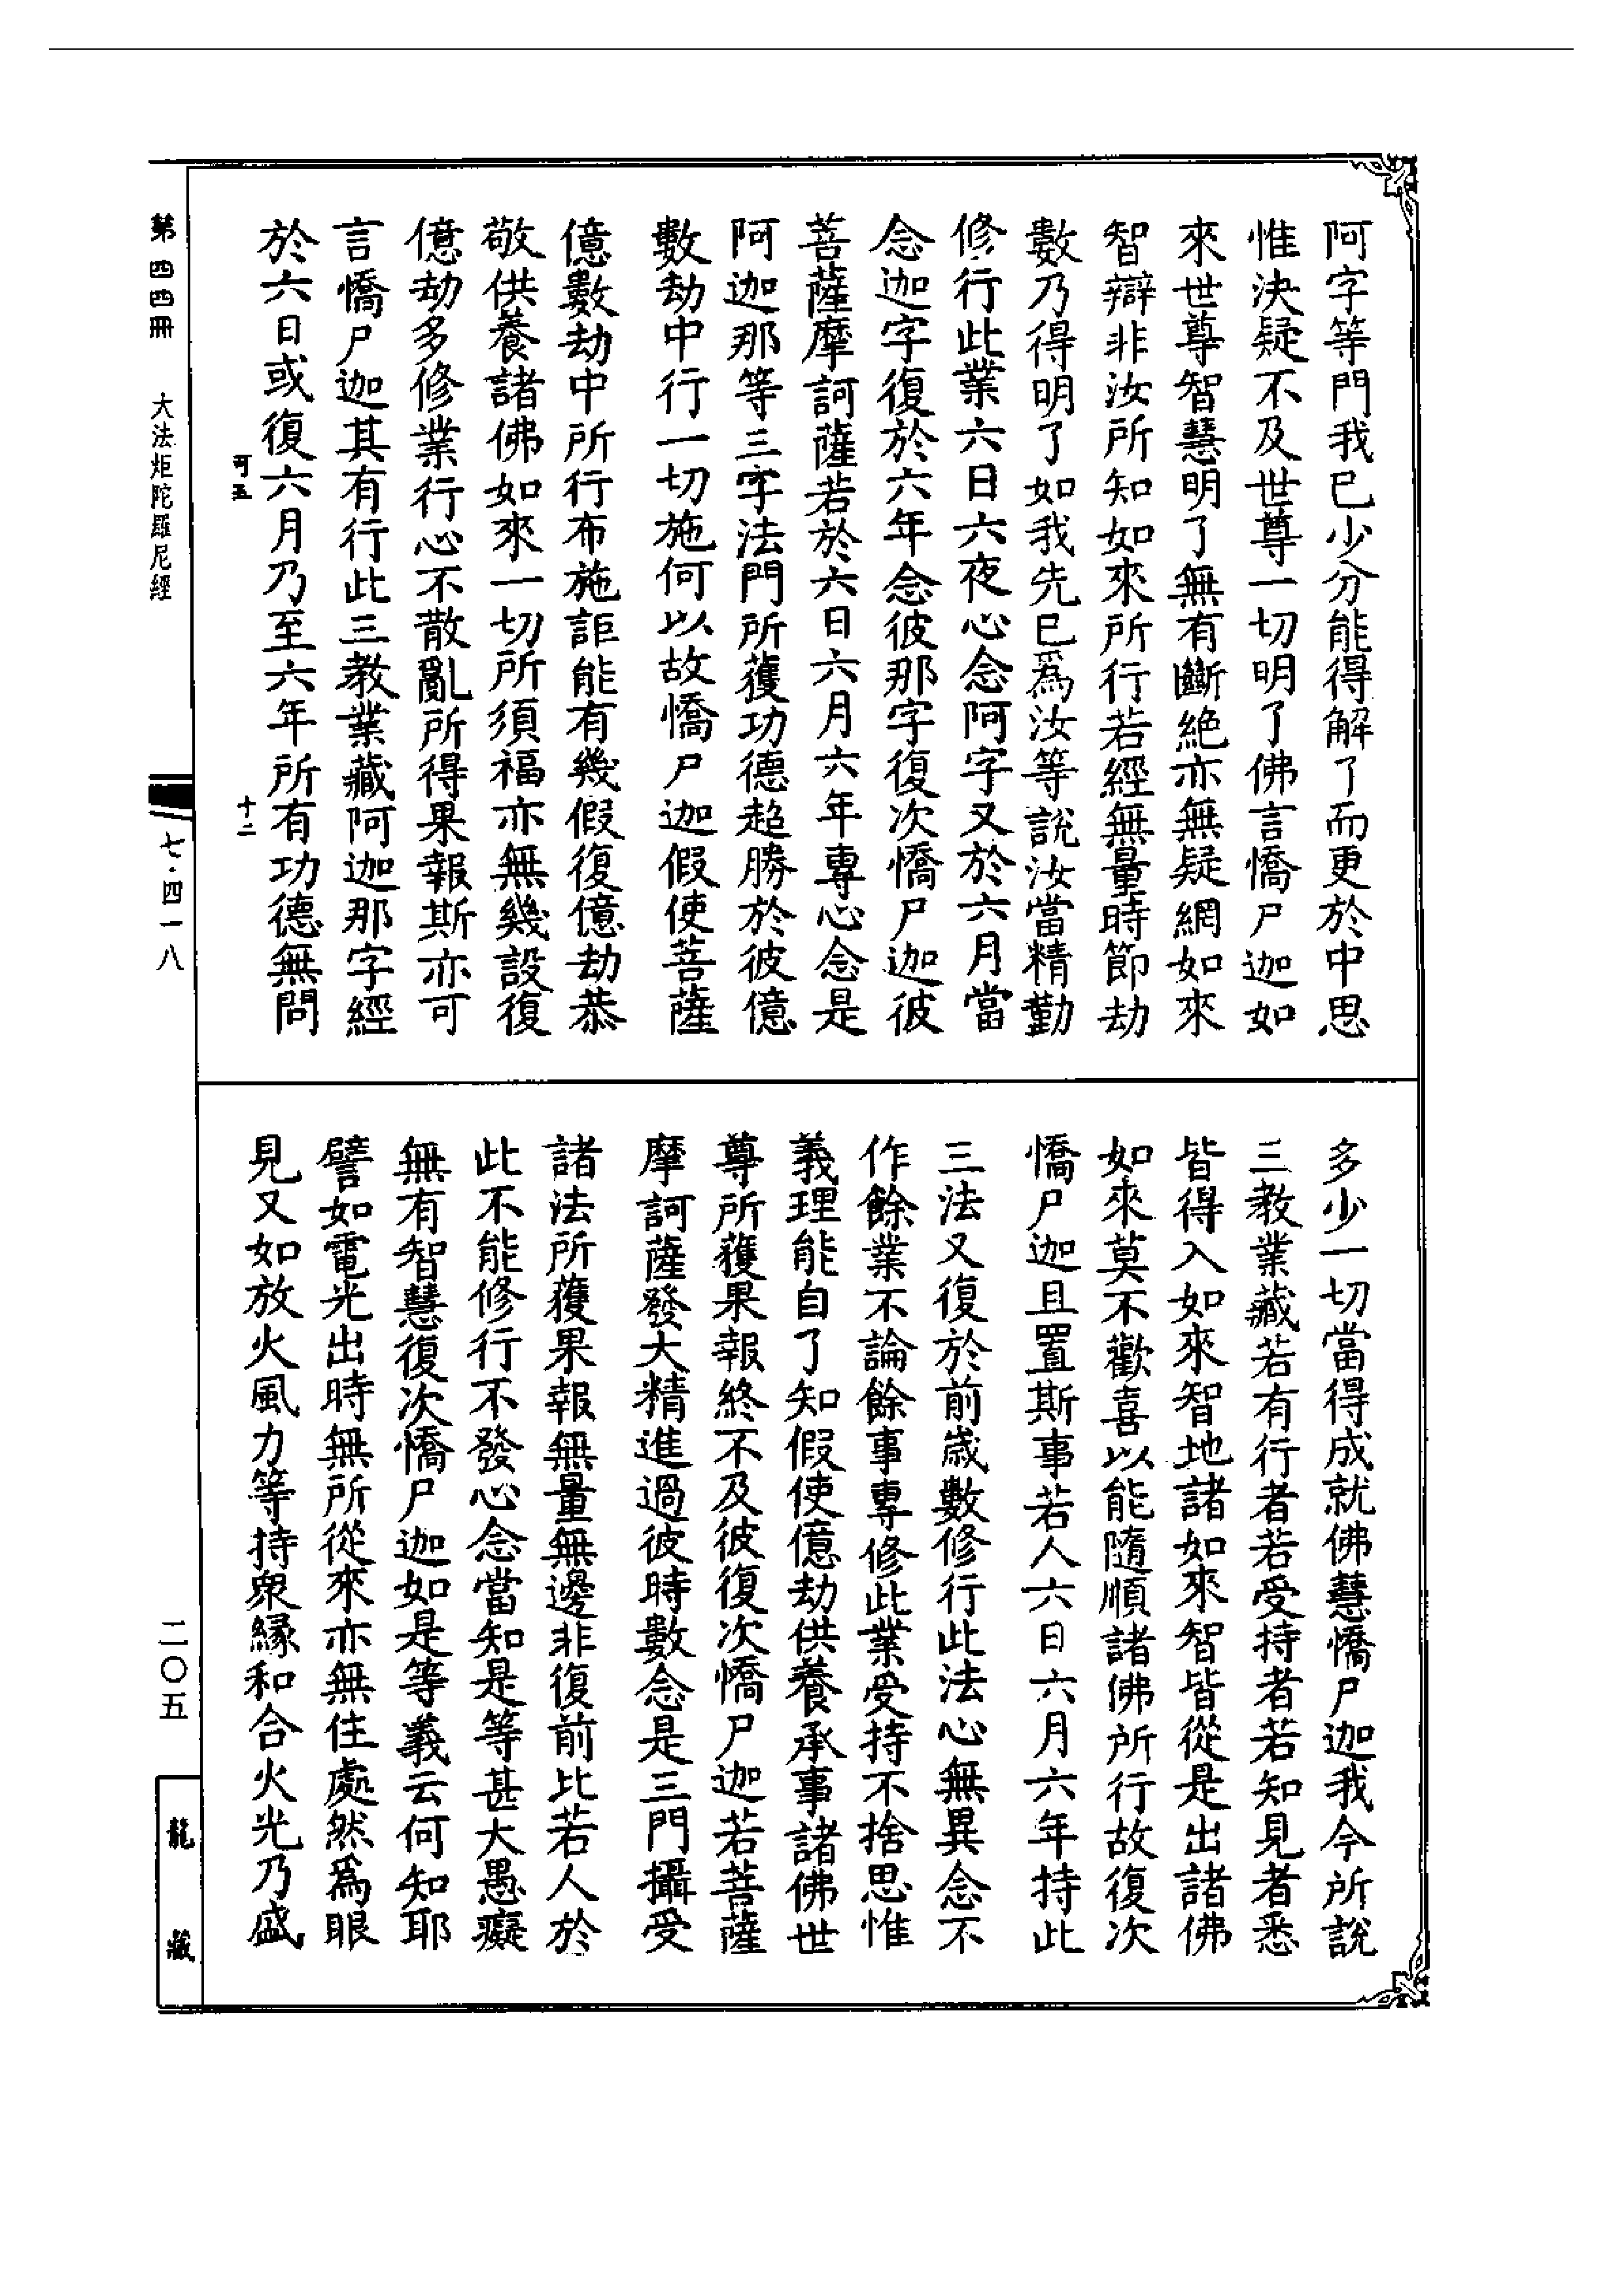 阿字等門我已少分能得解了而更於中思
惟決疑不及世尊一切明了佛言憍尸迦如
來世尊智慧明了無有斷絶亦無疑網如來
智辯非汝所知如來所行若經無量時節劫
數乃得明了如我先已爲汝等說汝當精勤
修行此業六日六夜心念阿字又於六月當
念迦字復於六年念彼那字復次憍尸迦彼
菩薩摩訶薩若於六日六月六年專心念是
阿迦那等三字法門所獲功德超勝於彼億
數劫中行一切施何以故憍尸迦假使菩薩
億數劫中所行布施詎能有幾假復億劫恭
敬供養諸佛如來一切所須福亦無幾設復
億劫多修業行心不散亂所得果報斯亦可
言憍尸迦其有行此三教業藏阿迦那字經
於六日或復六月乃至六年所有功德無問
多少一切當得成就佛慧憍尸迦我今所說
三教業藏若有行者若受持者若知見者悉
皆得入如來智地諸如來智皆從是出諸佛
如來莫不歡喜以能隨順諸佛所行故復次
憍尸迦且置斯事若人六日六月六年持此
三法又復於前歲數修行此法心無異念不
作餘業不論餘事專修此業受持不捨思惟
義理能自了知假使億劫供養承事諸佛世
尊所獲果報終不及彼復次憍尸迦若菩薩
摩訶薩發大精進過彼時數念是三門攝受
諸法所獲果報無量無邊非復前比若人於
此不能修行不發心念當知是等甚大愚癡
無有智慧復次憍尸迦如是等義云何知耶
譬如電光出時無所從來亦無住處然爲眼
見又如放火風力等持衆緣和合火光乃盛
可五
十二
第四四冊
大法炬陀羅尼經
七·四一八
二〇五
龍藏